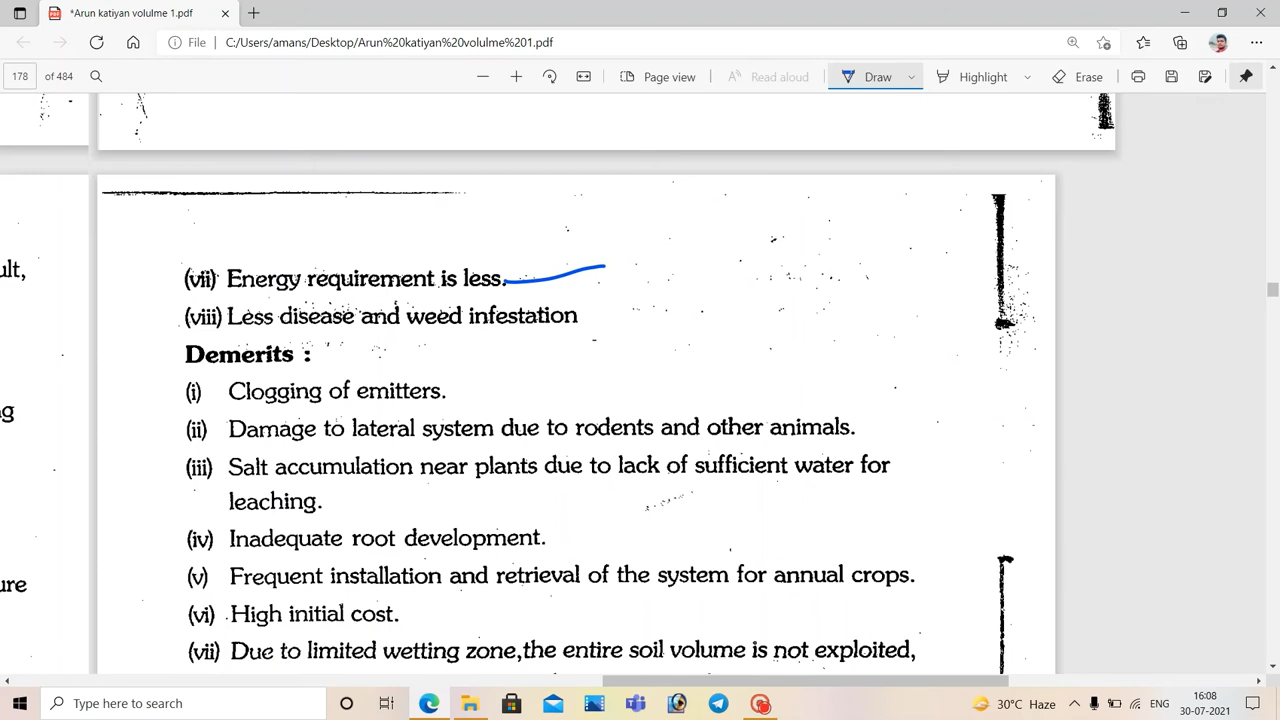 *Arun katiyan volulme 1.pdf
File
C:/Users/amans/Desktop/Arun%20katiyan%20volulme%201.pdf
178 of 484
Page view
Read aloud
Draw
Highlight
Erase
(vii) Energy requirement is less.
(viii) Less disease and weed infestation
Demerits :
(i) Clogging of emitters.
(ii) Damage to lateral system due to rodents and other animals.
(iii) Salt accumulation near plants due to lack of sufficient water for
leaching.
(iv) Inadequate root development.
(v) Frequent installation and retrieval of the system for annual crops.
(vi) High initial cost.
(vii) Due to limited wetting zone,the entire soil volume is not exploited,
ult,
ng
ure
Type here to search
30°C Haze
ENG
16:08
30-07-2021